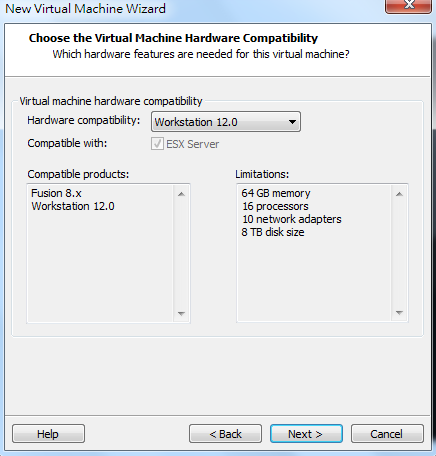 New Virtual Machine Wizard
Choose the Virtual Machine Hardware Compatibility
Which hardware features are needed for this virtual machine?
Virtual machine hardware compatibility
Hardware compatibility: Workstation 12.0
Compatible with: ESX Server
Compatible products:
Fusion 8.x
Workstation 12.0
Limitations:
64 GB memory
16 processors
10 network adapters
8 TB disk size
Help < Back Next > Cancel